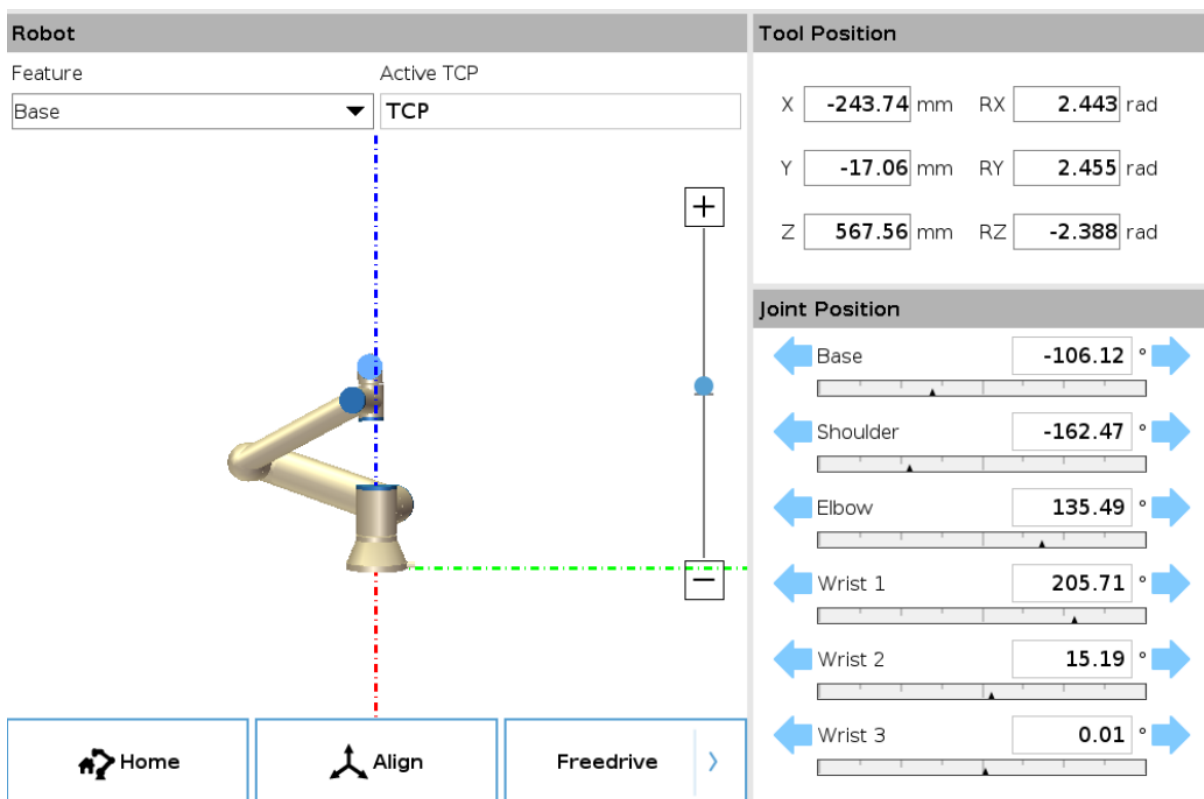 Robot
Feature Active TCP
Base TCP
Home Align Freedrive
Tool Position
X -243.74 mm RX 2.443 rad
Y -17.06 mm RY 2.455 rad
Z 567.56 mm RZ -2.388 rad
Joint Position
Base -106.12 °
Shoulder -162.47 °
Elbow 135.49 °
Wrist 1 205.71 °
Wrist 2 15.19 °
Wrist 3 0.01 °